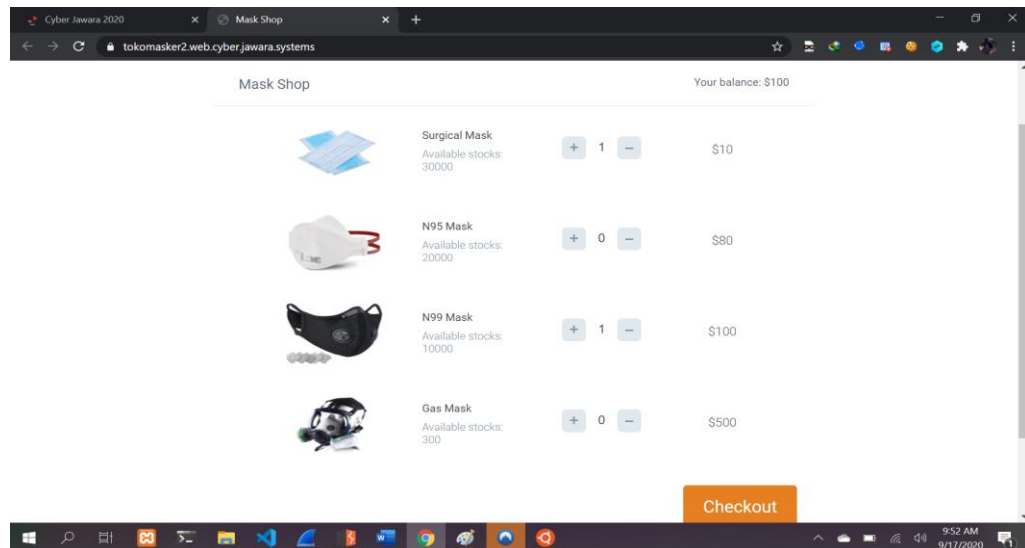 Cyber Jawara 2020
Mask Shop
tokomasker2.web.cyber.jawara.systems
Mask Shop
Your balance: $100
Surgical Mask
Available stocks:
30000
+ 1 −
$10
N95 Mask
Available stocks:
20000
+ 0 −
$80
N99 Mask
Available stocks:
10000
+ 1 −
$100
Gas Mask
Available stocks:
300
+ 0 −
$500
Checkout
9:52 AM
9/17/2020